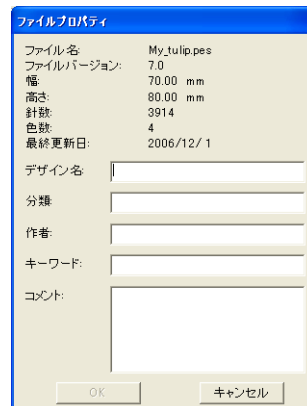 ファイルプロパティ
ファイル名: My_tulip.pes
ファイルバージョン: 7.0
幅: 70.00 mm
高さ: 80.00 mm
針数: 3914
色数: 4
最終更新日: 2006/12/ 1
デザイン名:
分類:
作者:
キーワード:
コメント:
OK キャンセル